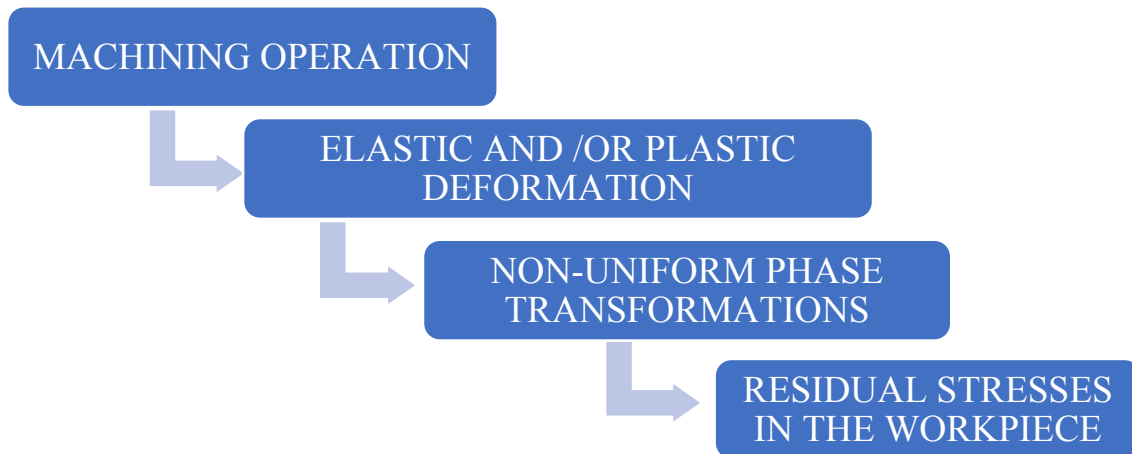 MACHINING OPERATION
ELASTIC AND /OR PLASTIC
DEFORMATION
NON-UNIFORM PHASE
TRANSFORMATIONS
RESIDUAL STRESSES
IN THE WORKPIECE